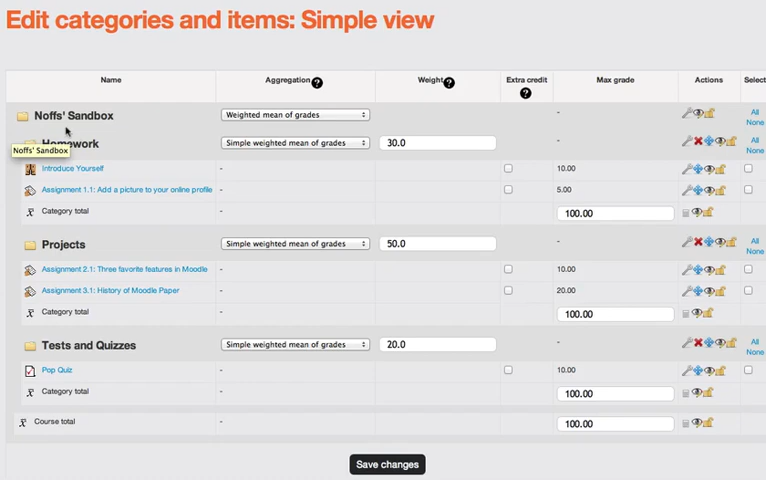 Edit categories and items: Simple view
Name Aggregation Weight Extra credit Max grade Actions Select
Noffs' Sandbox Weighted mean of grades - All
None
Homework Simple weighted mean of grades 30.0 - All
None
Noffs' Sandbox
Introduce Yourself - 10.00
Assignment 1.1: Add a picture to your online profile - 5.00
Category total - 100.00
Projects Simple weighted mean of grades 50.0 - All
None
Assignment 2.1: Three favorite features in Moodle - 10.00
Assignment 3.1: History of Moodle Paper - 20.00
Category total - 100.00
Tests and Quizzes Simple weighted mean of grades 20.0 - All
None
Pop Quiz - 10.00
Category total - 100.00
Course total - 100.00
Save changes